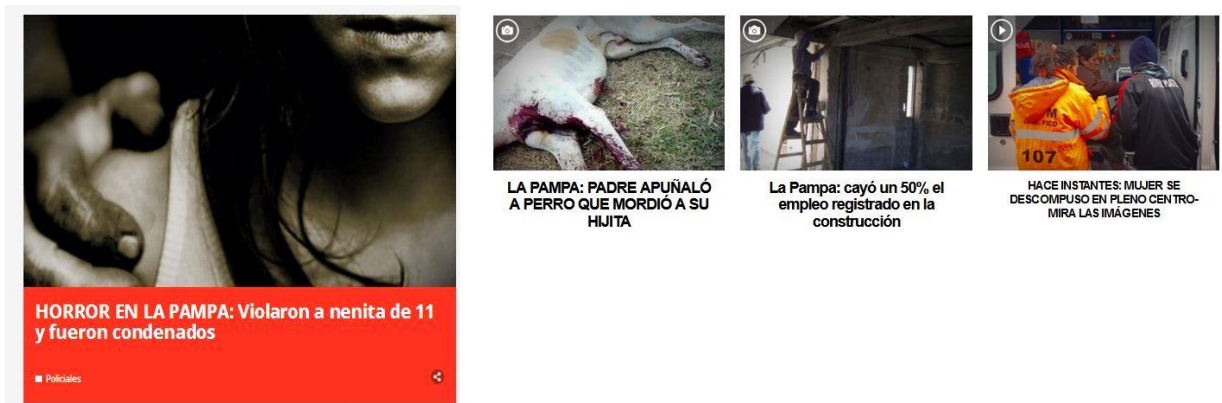 HORROR EN LA PAMPA: Violaron a nenita de 11
y fueron condenados
Policiales
LA PAMPA: PADRE APUÑALÓ
A PERRO QUE MORDIÓ A SU
HIJITA
La Pampa: cayó un 50% el
empleo registrado en la
construcción
107
HACE INSTANTES: MUJER SE
DESCOMPUSO EN PLENO CENTRO-
MIRA LAS IMÁGENES